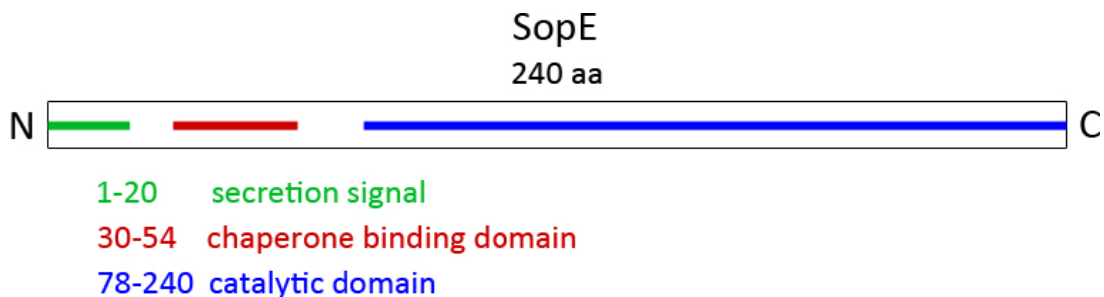 SopE
240 aa
N C
1-20 secretion signal
30-54 chaperone binding domain
78-240 catalytic domain